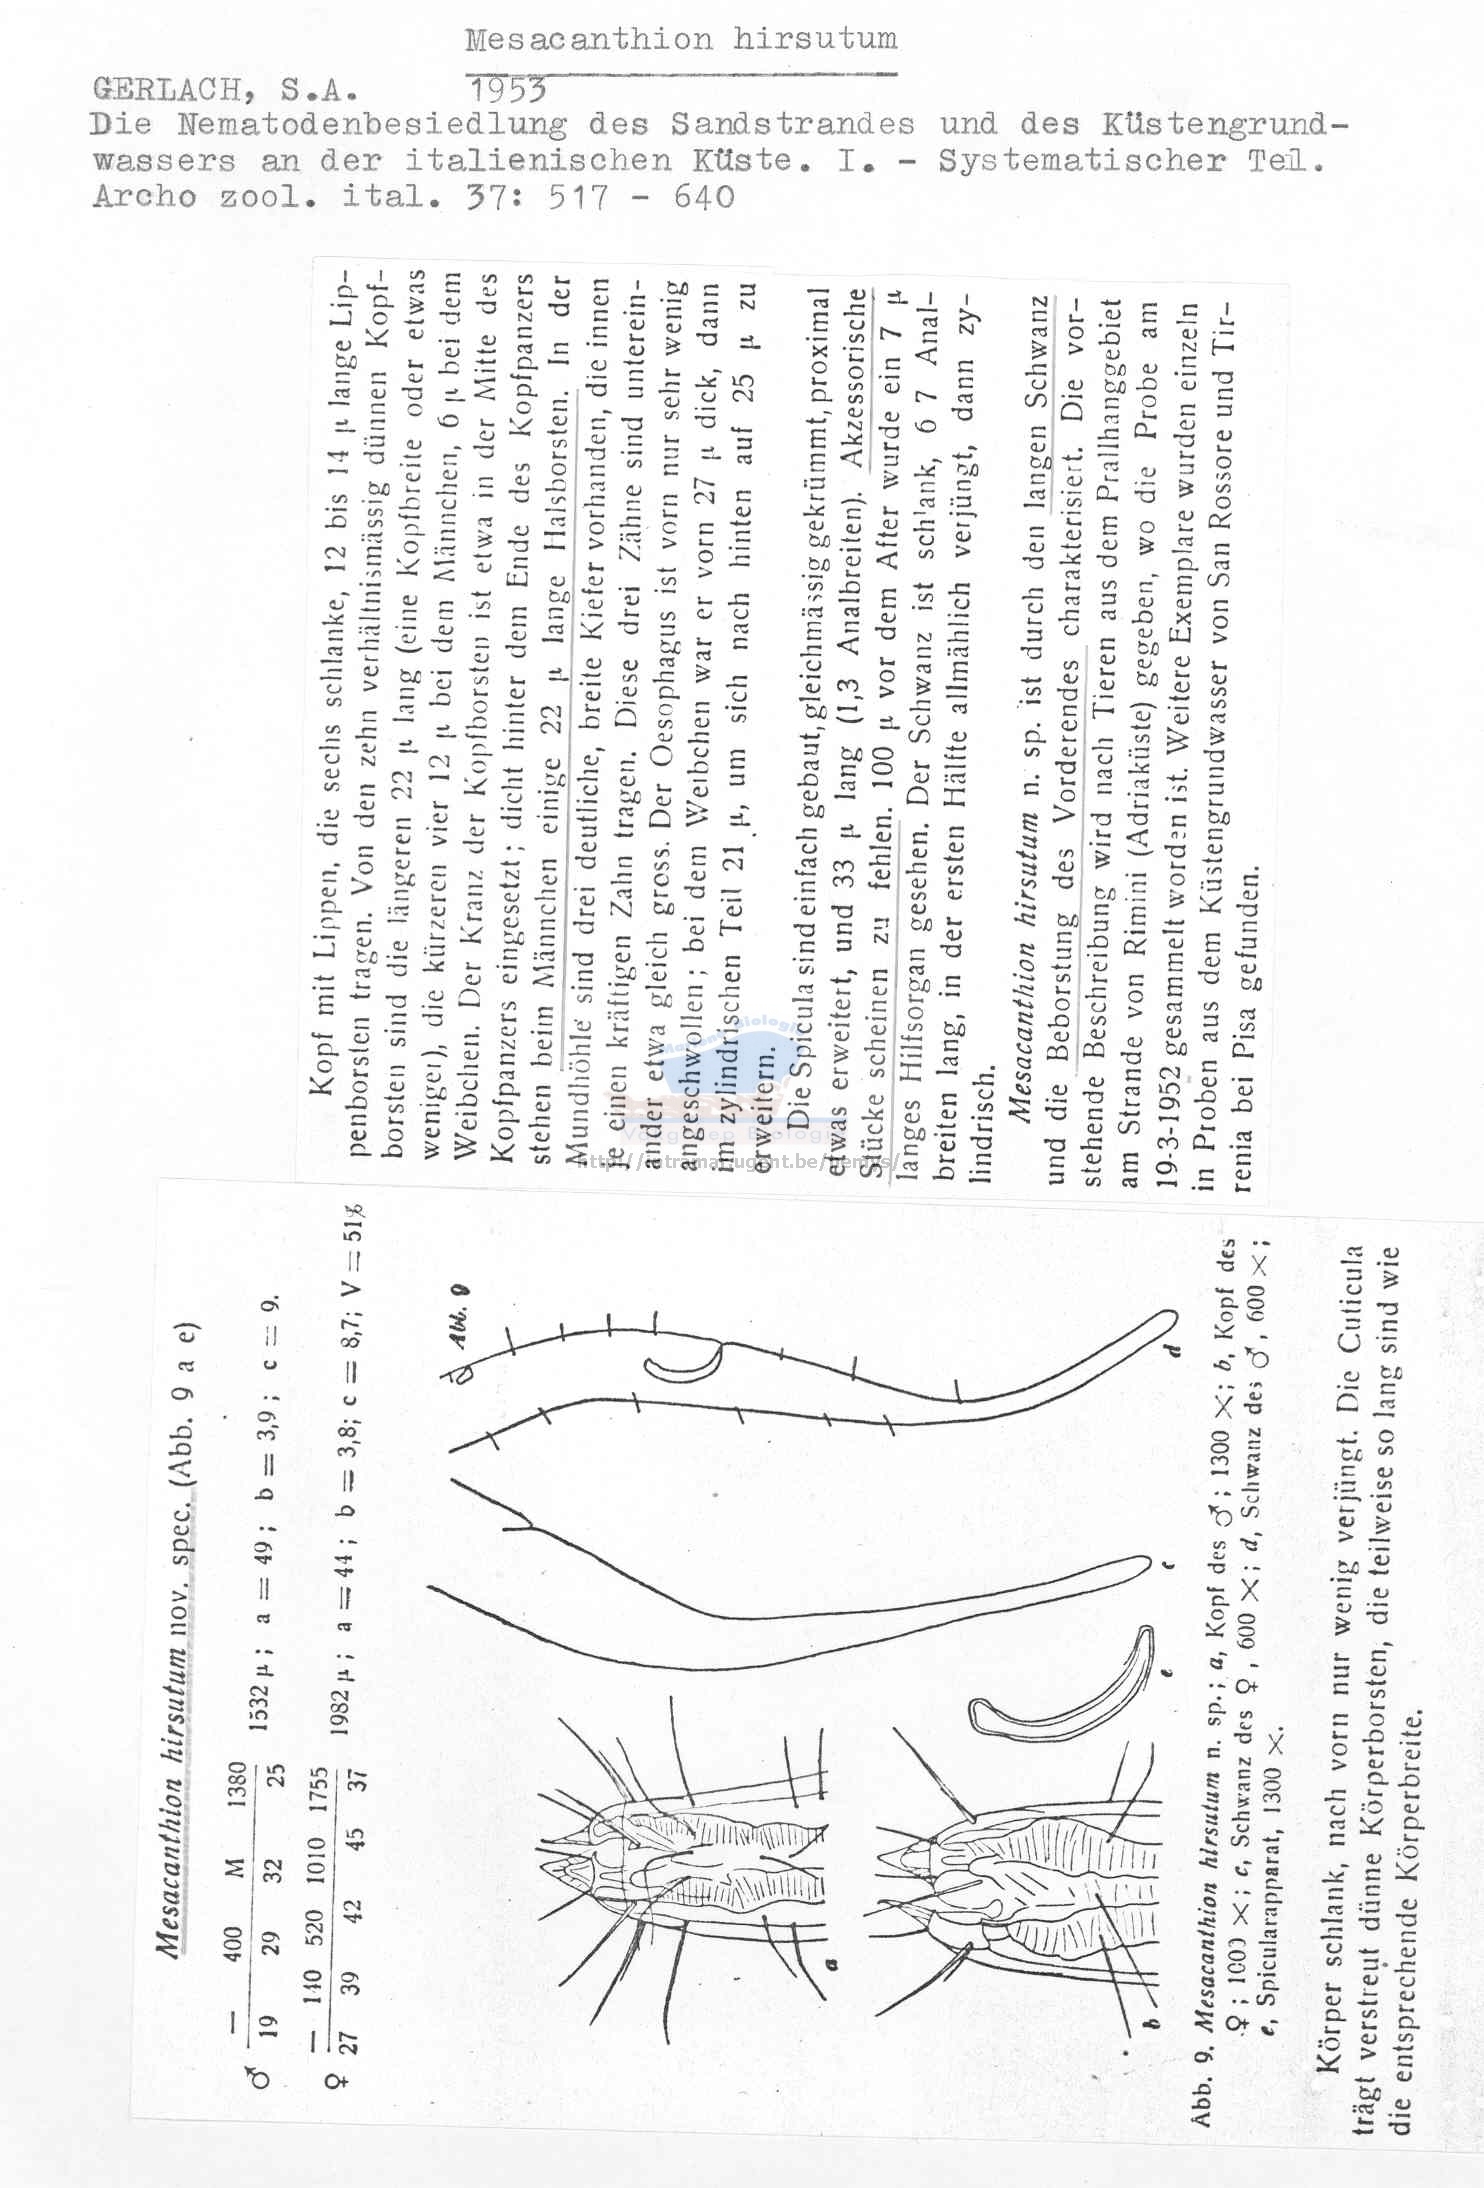 Mesacanthion hirsutum
GERLACH, S.A. 1953
Die Nematodenbesiedlung des Sandstrandes und des Küstengrund-
wassers an der italienischen Küste. I. - Systematischer Teil.
Archo zool. ital. 37: 517 - 640
Mesacanthion hirsutum nov. spec. (Abb. 9 a e)
— 400 M 1380
♂ 1532 μ; a = 49; b = 3,9; c = 9.
19 29 32 25
— 140 520 1010 1755
♀ 1982 μ; a = 44; b = 3,8; c = 8,7; V = 51%
27 39 42 45 37
Abb. 9
a
b
c
d
e
Abb. 9. Mesacanthion hirsutum n. sp.; a, Kopf des ♂; 1300 ×; b, Kopf des
♀; 1000 ×; c, Schwanz des ♀, 600 ×; d, Schwanz des ♂, 600 ×;
e, Spicularapparat, 1300 ×.
Körper schlank, nach vorn nur wenig verjüngt. Die Cuticula
trägt verstreut dünne Körperborsten, die teilweise so lang sind wie
die entsprechende Körperbreite.
Kopf mit Lippen, die sechs schlanke, 12 bis 14 μ lange Lip-
penborsten tragen. Von den zehn verhältnismässig dünnen Kopf-
borsten sind die längeren 22 μ lang (eine Kopfbreite oder etwas
weniger), die kürzeren vier 12 μ bei dem Männchen, 6 μ bei dem
Weibchen. Der Kranz der Kopfborsten ist etwa in der Mitte des
Kopfpanzers eingesetzt; dicht hinter dem Ende des Kopfpanzers
stehen beim Männchen einige 22 μ lange Halsborsten. In der
Mundhöhle sind drei deutliche, breite Kiefer vorhanden, die innen
je einen kräftigen Zahn tragen. Diese drei Zähne sind unterein-
ander etwa gleich gross. Der Oesophagus ist vorn nur sehr wenig
angeschwollen; bei dem Weibchen war er vorn 27 μ dick, dann
im zylindrischen Teil 21 μ, um sich nach hinten auf 25 μ zu
erweitern.
Die Spicula sind einfach gebaut, gleichmässig gekrümmt, proximal
etwas erweitert, und 33 μ lang (1,3 Analbreiten). Akzessorische
Stücke scheinen zu fehlen. 100 μ vor dem After wurde ein 7 μ
langes Hilfsorgan gesehen. Der Schwanz ist schlank, 6 7 Anal-
breiten lang, in der ersten Hälfte allmählich verjüngt, dann zy-
lindrisch.
Mesacanthion hirsutum n. sp. ist durch den langen Schwanz
und die Beborstung des Vorderendes charakterisiert. Die vor-
stehende Beschreibung wird nach Tieren aus dem Prallhanggebiet
am Strande von Rimini (Adriaküste) gegeben, wo die Probe am
19-3-1952 gesammelt worden ist. Weitere Exemplare wurden einzeln
in Proben aus dem Küstengrundwasser von San Rossore und Tir-
renia bei Pisa gefunden.